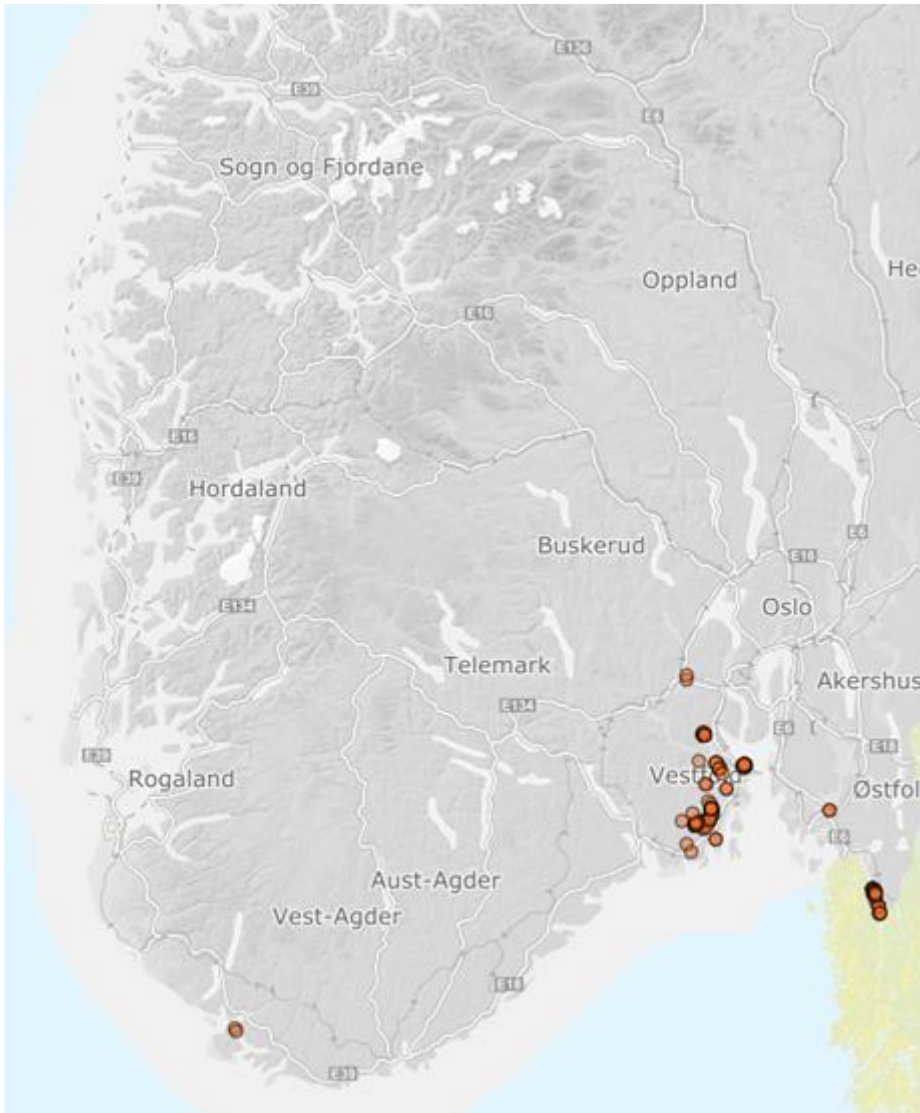 E136
E39
E6
Sogn og Fjordane
Oppland
He
E16
E16
E39
Hordaland
E6
Buskerud
E16
E134
Oslo
Telemark
Akershus
E134
E6
E18
E39
Rogaland
Vestfold
Østfol
E6
Aust-Agder
Vest-Agder
E18
E39